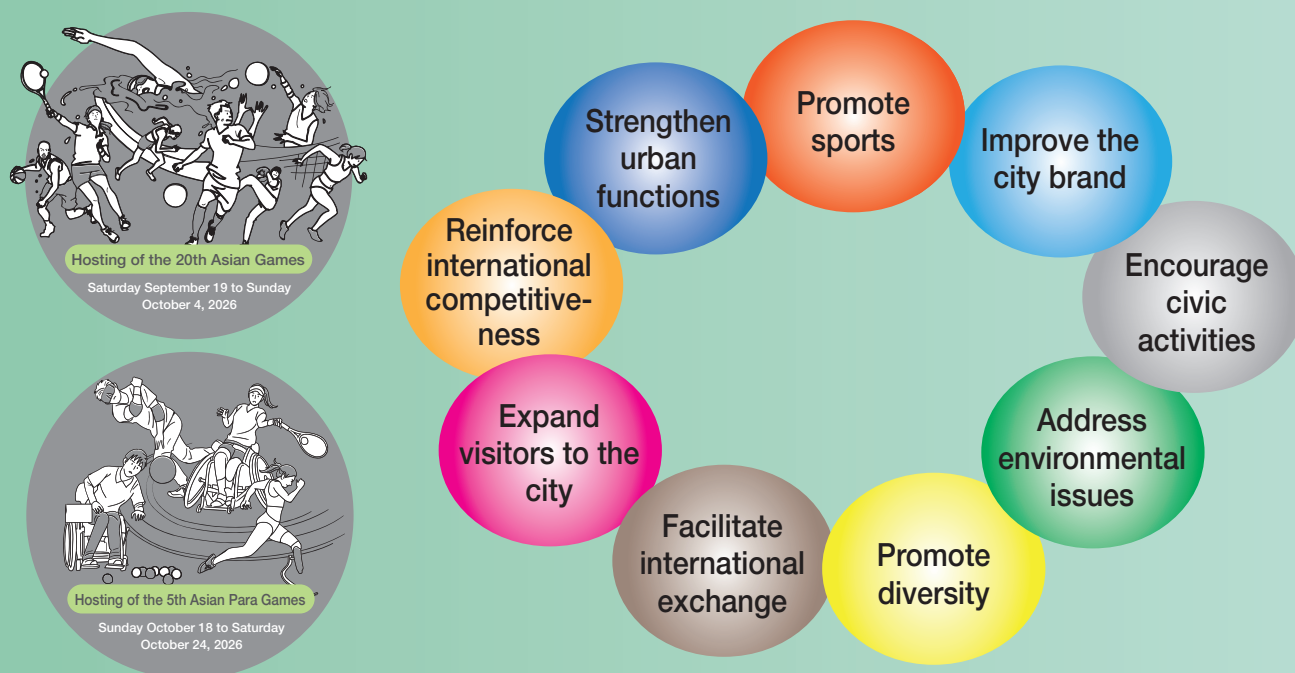 Hosting of the 20th Asian Games
Saturday September 19 to Sunday
October 4, 2026
Hosting of the 5th Asian Para Games
Sunday October 18 to Saturday
October 24, 2026
Promote
sports
Improve the
city brand
Encourage
civic
activities
Address
environmental
issues
Promote
diversity
Facilitate
international
exchange
Expand
visitors to the
city
Reinforce
international
competitive-
ness
Strengthen
urban
functions